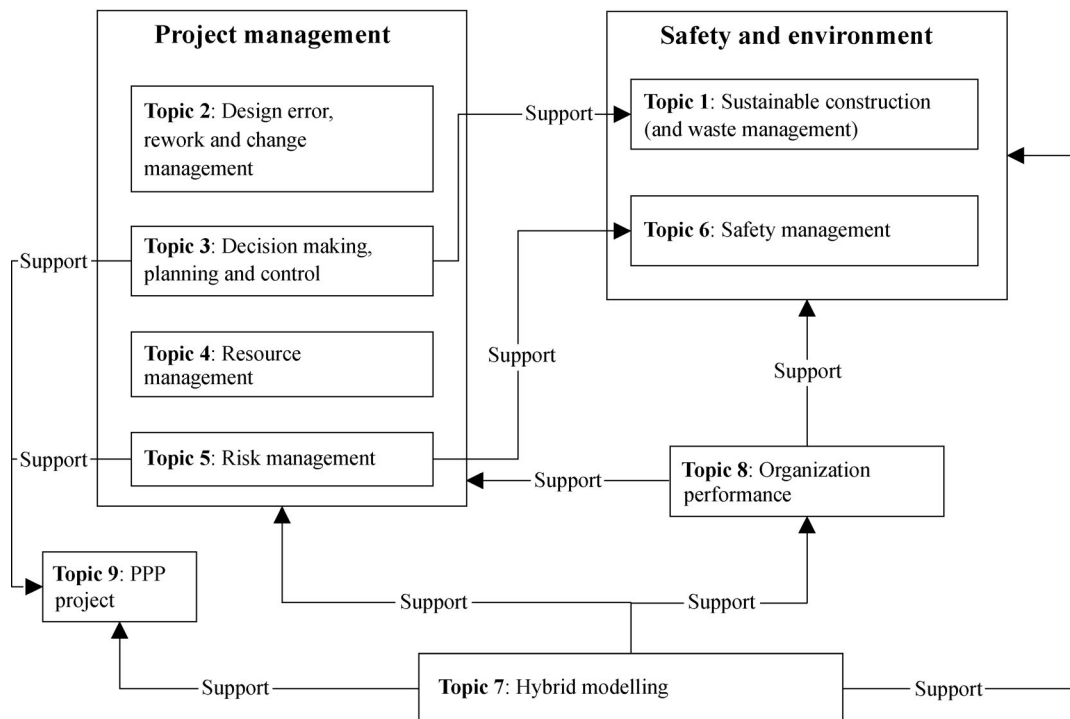 Project management
Topic 2: Design error,
rework and change
management
Topic 3: Decision making,
planning and control
Topic 4: Resource
management
Topic 5: Risk management
Safety and environment
Topic 1: Sustainable construction
(and waste management)
Topic 6: Safety management
Support
Support
Support
Support
Support
Support
Topic 8: Organization
performance
Topic 9: PPP
project
Support
Support
Support
Support
Topic 7: Hybrid modelling